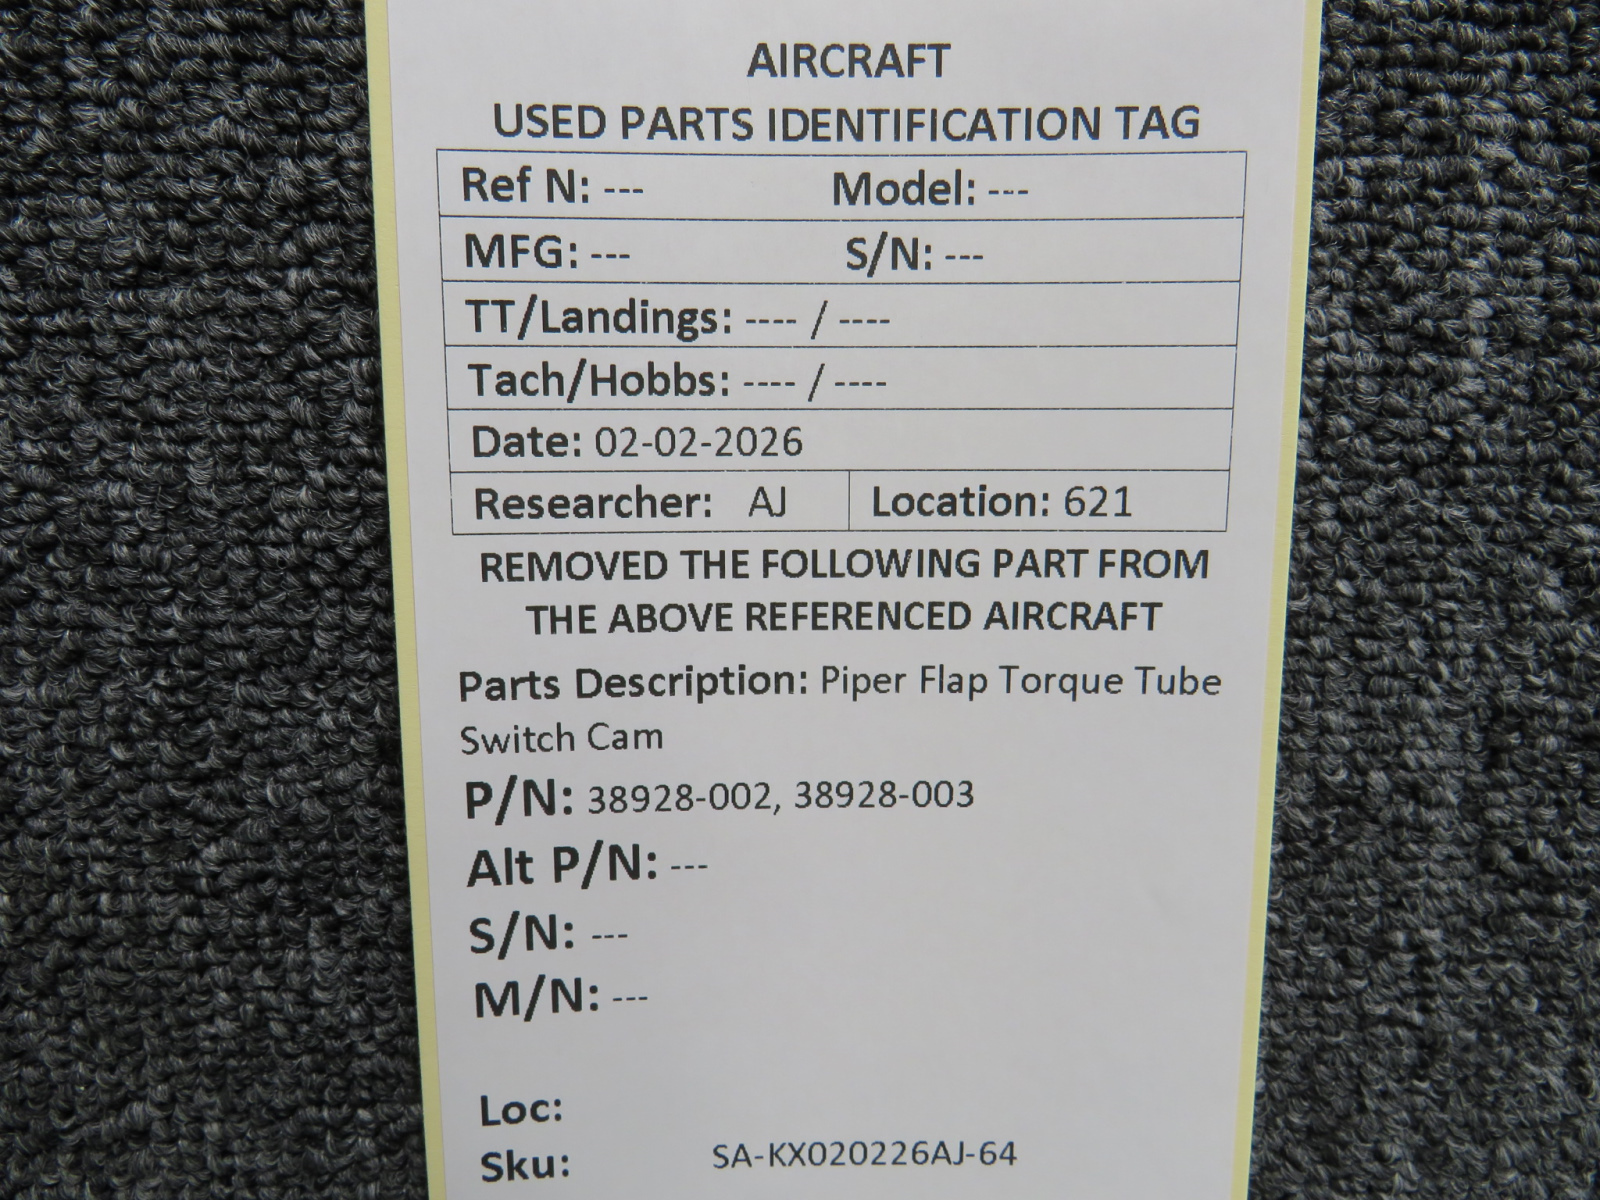 AIRCRAFT
USED PARTS IDENTIFICATION TAG
Ref N: --- Model: ---
MFG: --- S/N: ---
TT/Landings: ---- / ----
Tach/Hobbs: ---- / ----
Date: 02-02-2026
Researcher: AJ Location: 621
REMOVED THE FOLLOWING PART FROM
THE ABOVE REFERENCED AIRCRAFT
Parts Description: Piper Flap Torque Tube
Switch Cam
P/N: 38928-002, 38928-003
Alt P/N: ---
S/N: ---
M/N: ---
Loc:
Sku: SA-KX020226AJ-64